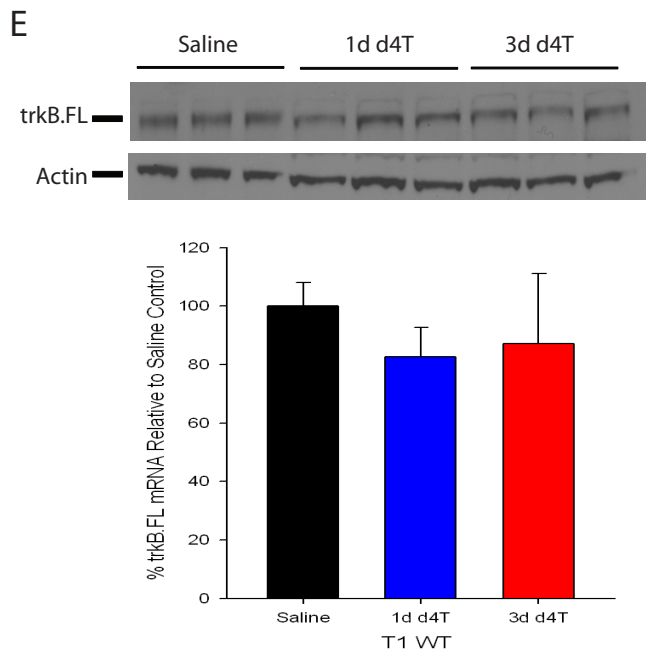 E
Saline 1d d4T 3d d4T
trkB.FL
Actin
% trkB.FL mRNA Relative to Saline Control
120
100
80
60
40
20
0
Saline 1d d4T 3d d4T
T1 WT